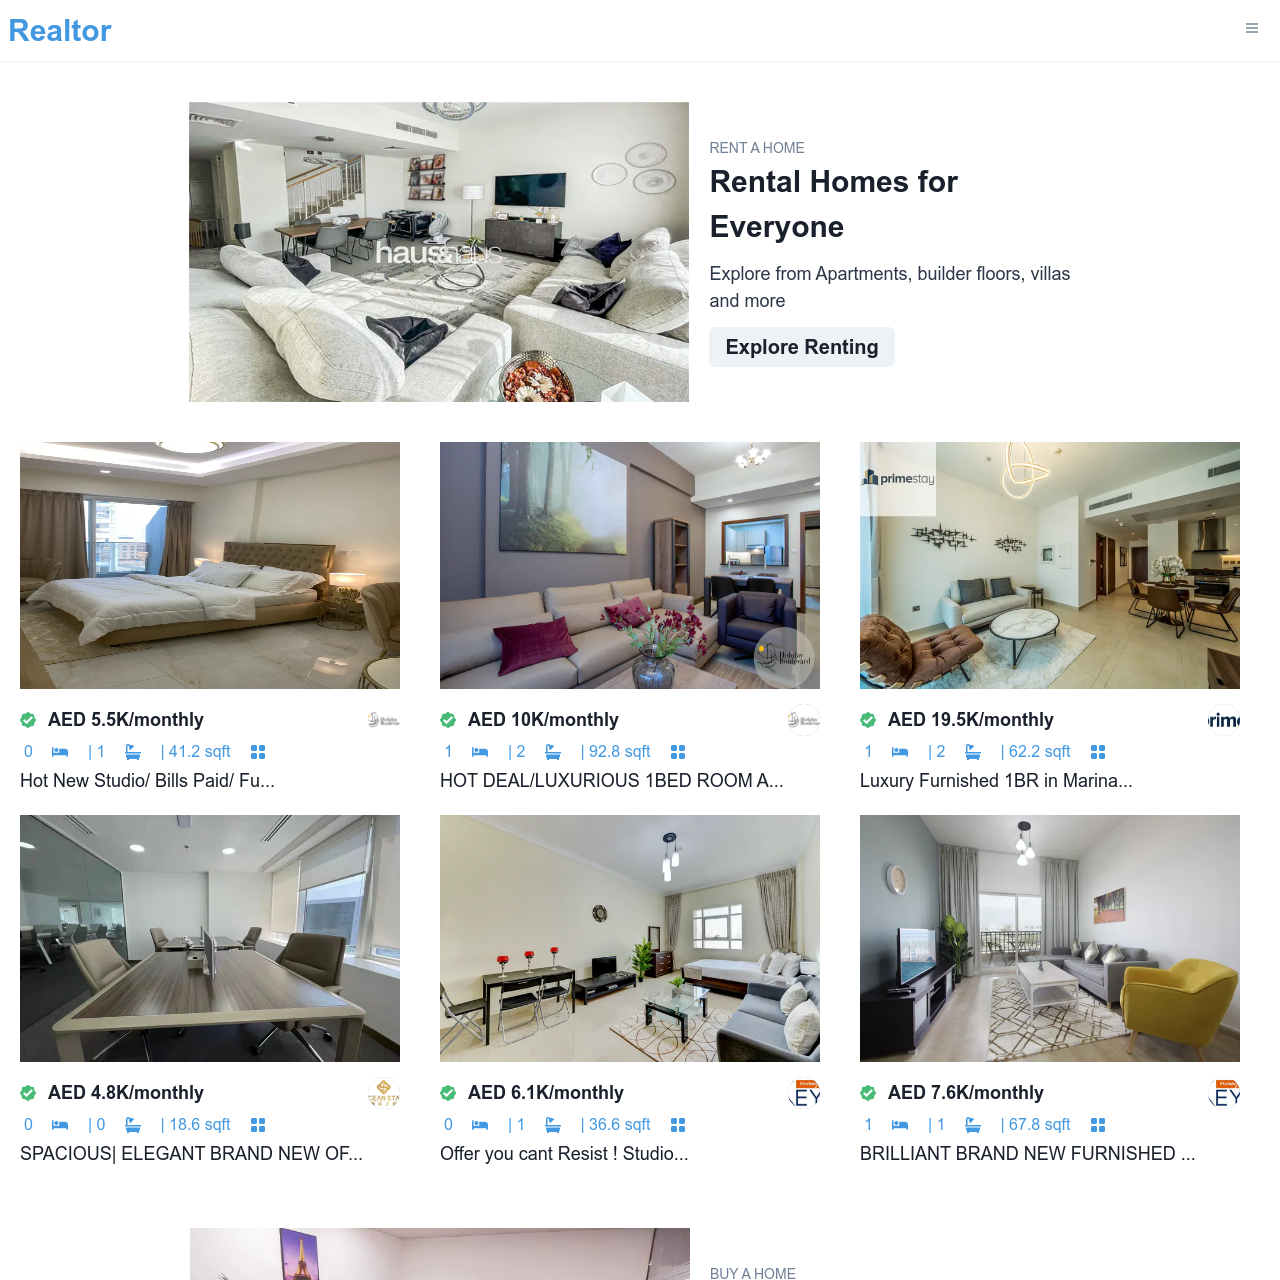 Realtor
haus&haus
RENT A HOME
Rental Homes for
Everyone
Explore from Apartments, builder floors, villas
and more
Explore Renting
primestay
Holiday
Boulevard
AED 5.5K/monthly
0 | 1 | 41.2 sqft
Hot New Studio/ Bills Paid/ Fu...
AED 10K/monthly
1 | 2 | 92.8 sqft
HOT DEAL/LUXURIOUS 1BED ROOM A...
AED 19.5K/monthly
prime
1 | 2 | 62.2 sqft
Luxury Furnished 1BR in Marina...
AED 4.8K/monthly
0 | 0 | 18.6 sqft
SPACIOUS| ELEGANT BRAND NEW OF...
AED 6.1K/monthly
EY
0 | 1 | 36.6 sqft
Offer you cant Resist ! Studio...
AED 7.6K/monthly
EY
1 | 1 | 67.8 sqft
BRILLIANT BRAND NEW FURNISHED ...
BUY A HOME